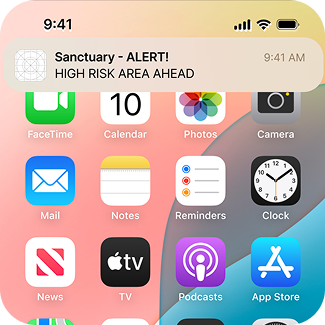 9:41
Sanctuary - ALERT!
9:41 AM
HIGH RISK AREA AHEAD
FaceTime
10
Calendar
Photos
Camera
Mail
Notes
Reminders
Clock
tv
News
TV
Podcasts
App Store